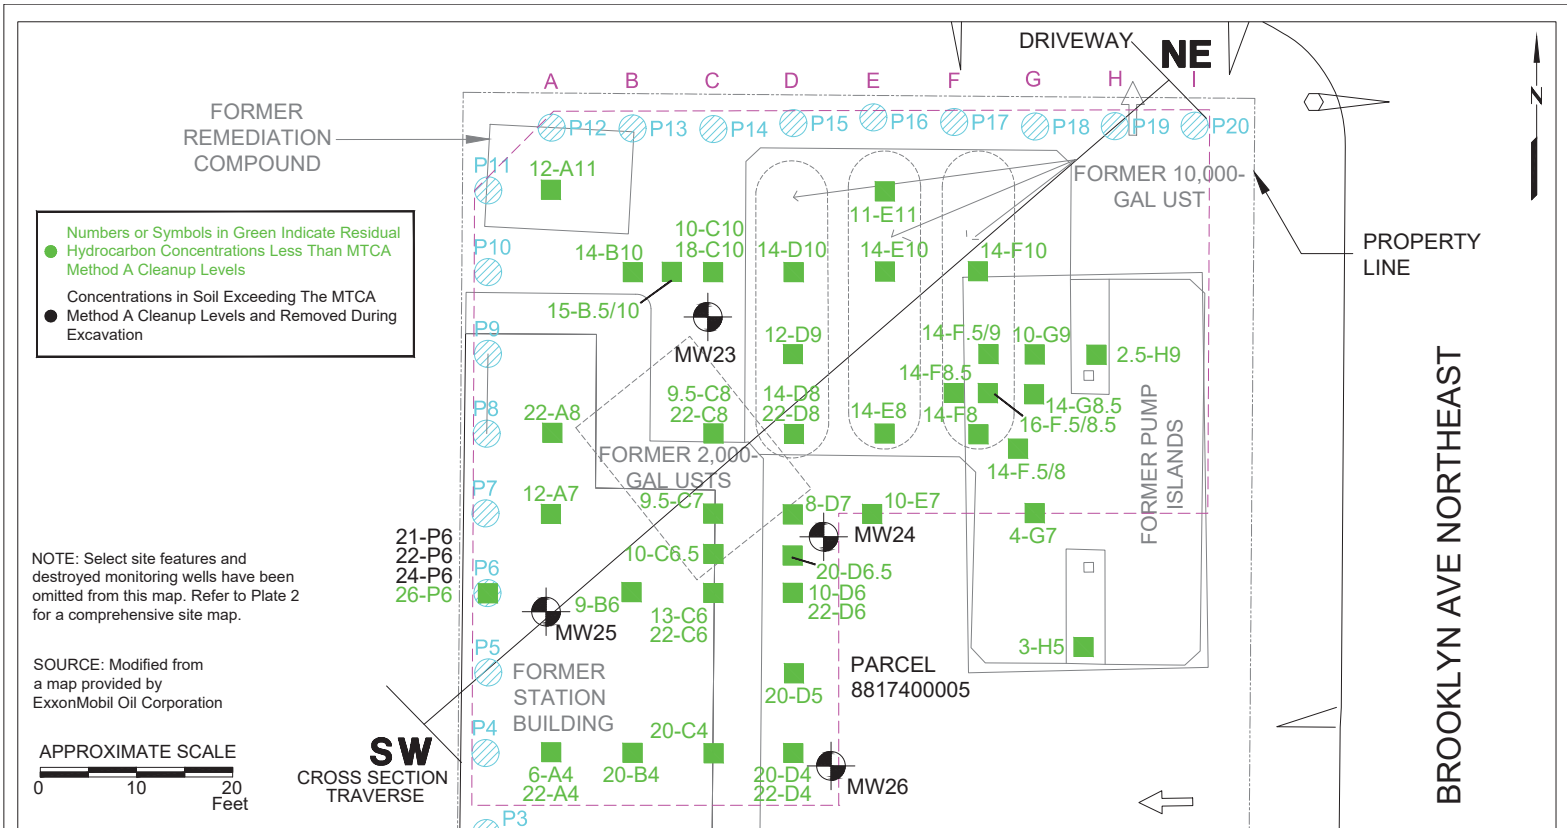 DRIVEWAY
NE
A
B
C
D
E
F
G
H
I
N
FORMER
REMEDIATION
COMPOUND
P12
P13
P14
P15
P16
P17
P18
P19
P20
P11
12-A11
11-E11
FORMER 10,000-
GAL UST
PROPERTY
LINE
Numbers or Symbols in Green Indicate Residual
Hydrocarbon Concentrations Less Than MTCA
Method A Cleanup Levels
Concentrations in Soil Exceeding The MTCA
Method A Cleanup Levels and Removed During
Excavation
P10
14-B10
10-C10
18-C10
14-D10
14-E10
14-F10
15-B.5/10
MW23
P9
12-D9
14-F.5/9
10-G9
2.5-H9
14-F8.5
P8
22-A8
9.5-C8
22-C8
14-D8
22-D8
14-E8
14-F8
14-G8.5
16-F.5/8.5
14-F.5/8
FORMER 2,000-
GAL USTS
FORMER PUMP
ISLANDS
BROOKLYN AVE NORTHEAST
P7
12-A7
9.5-C7
8-D7
10-E7
4-G7
MW24
21-P6
22-P6
24-P6
26-P6
P6
10-C6.5
20-D6.5
9-B6
13-C6
22-C6
10-D6
22-D6
MW25
NOTE: Select site features and
destroyed monitoring wells have been
omitted from this map. Refer to Plate 2
for a comprehensive site map.
3-H5
P5
FORMER
STATION
BUILDING
20-D5
PARCEL
8817400005
SOURCE: Modified from
a map provided by
ExxonMobil Oil Corporation
P4
20-C4
6-A4
22-A4
20-B4
20-D4
22-D4
MW26
SW
CROSS SECTION
TRAVERSE
APPROXIMATE SCALE
0
10
20
Feet
P3